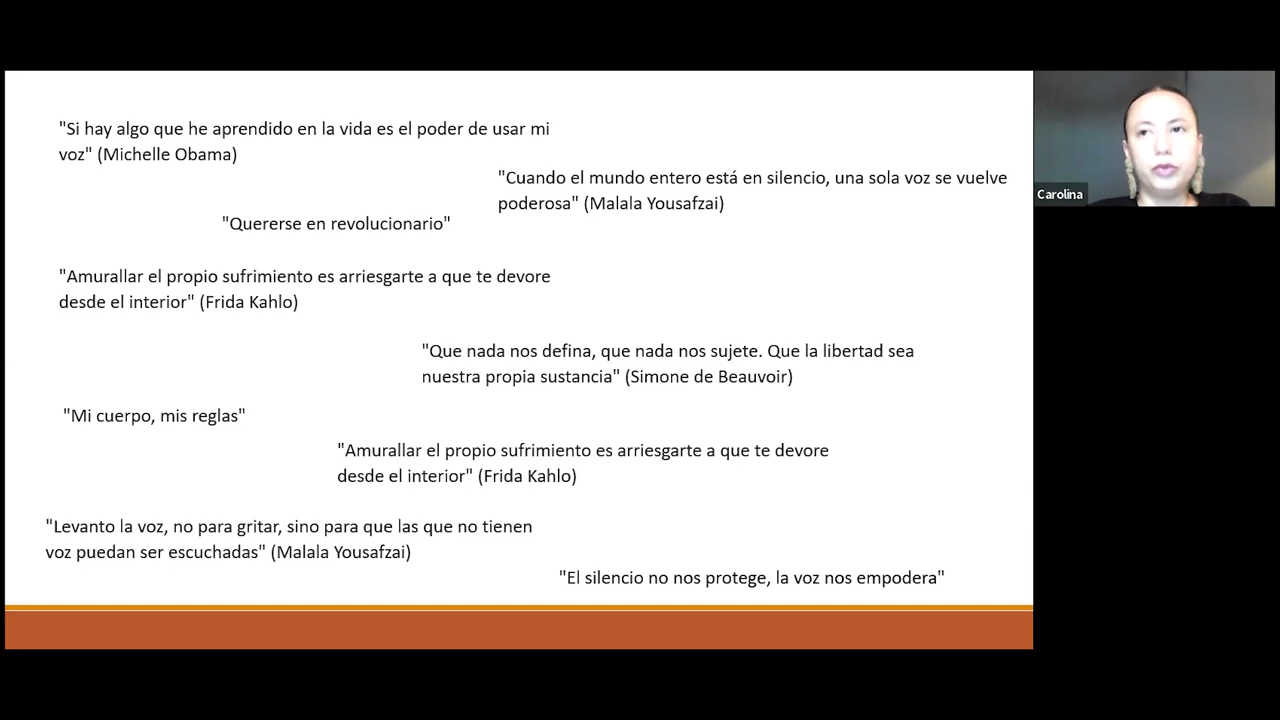 "Si hay algo que he aprendido en la vida es el poder de usar mi
voz" (Michelle Obama)
"Cuando el mundo entero está en silencio, una sola voz se vuelve
poderosa" (Malala Yousafzai)
"Quererse en revolucionario"
"Amurallar el propio sufrimiento es arriesgarte a que te devore
desde el interior" (Frida Kahlo)
"Que nada nos defina, que nada nos sujete. Que la libertad sea
nuestra propia sustancia" (Simone de Beauvoir)
"Mi cuerpo, mis reglas"
"Amurallar el propio sufrimiento es arriesgarte a que te devore
desde el interior" (Frida Kahlo)
"Levanto la voz, no para gritar, sino para que las que no tienen
voz puedan ser escuchadas" (Malala Yousafzai)
"El silencio no nos protege, la voz nos empodera"
Carolina